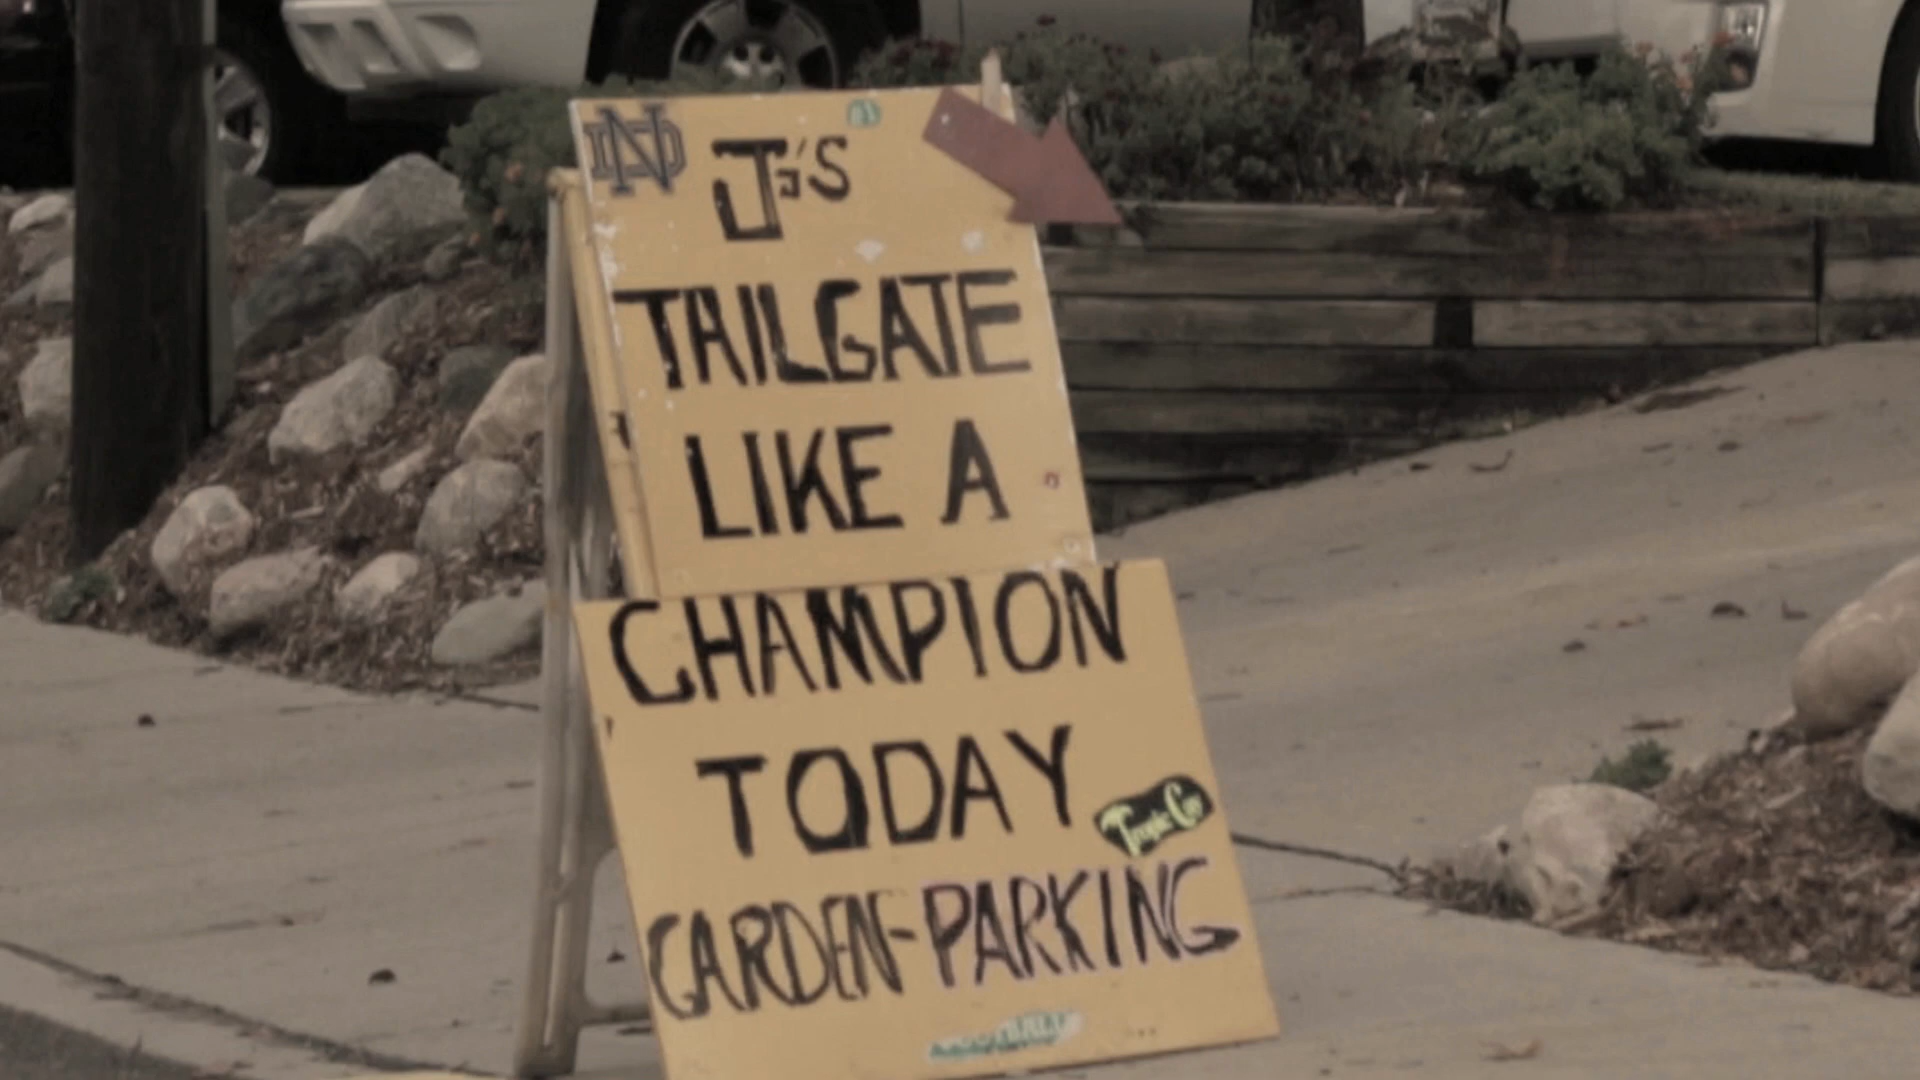 ND J's
TAILGATE
LIKE A
CHAMPION
TODAY
GARDEN-PARKING